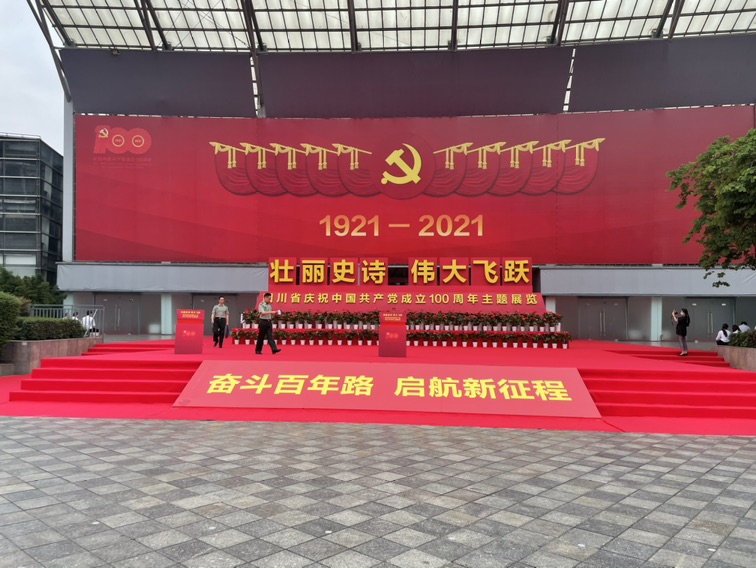 100
1921－2021
壮丽史诗 伟大飞跃
川省庆祝中国共产党成立100周年主题展览
奋斗百年路 启航新征程